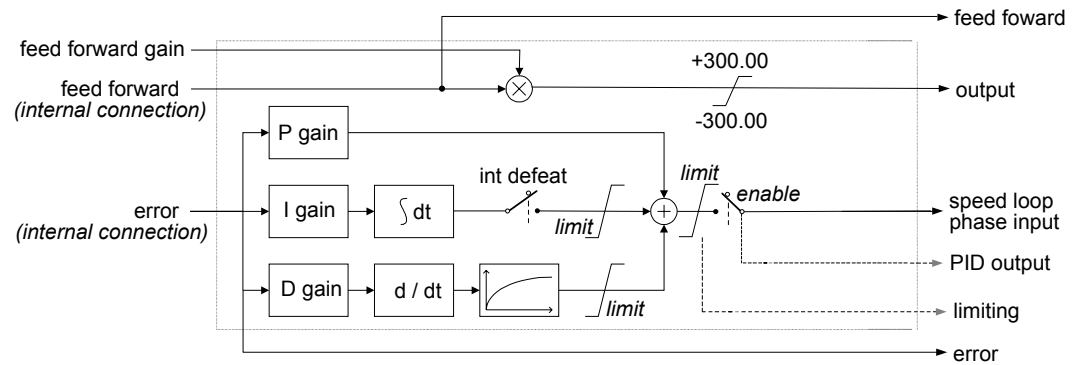 feed foward
feed forward gain
+300.00
feed forward
(internal connection)
output
-300.00
P gain
int defeat
limit
enable
error
(internal connection)
I gain
∫ dt
limit
+
speed loop
phase input
PID output
D gain
d / dt
limit
limiting
error